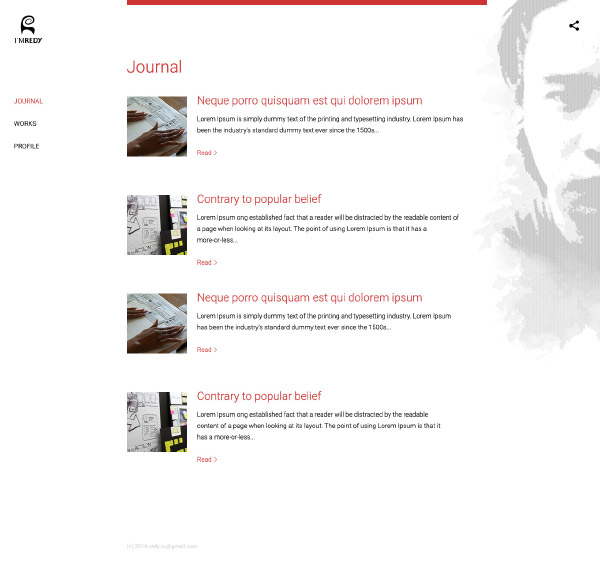 I'MREDY
JOURNAL
WORKS
PROFILE
Journal
Neque porro quisquam est qui dolorem ipsum
Lorem Ipsum is simply dummy text of the printing and typesetting industry. Lorem Ipsum has
been the industry's standard dummy text ever since the 1500s...
Read >
Contrary to popular belief
Lorem Ipsum ong established fact that a reader will be distracted by the readable content of
a page when looking at its layout. The point of using Lorem Ipsum is that it has a
more-or-less...
Read >
Neque porro quisquam est qui dolorem ipsum
Lorem Ipsum is simply dummy text of the printing and typesetting industry. Lorem Ipsum
has been the industry's standard dummy text ever since the 1500s...
Read >
Contrary to popular belief
Lorem Ipsum ong established fact that a reader will be distracted by the readable
content of a page when looking at its layout. The point of using Lorem Ipsum is that it
has a more-or-less...
Read >